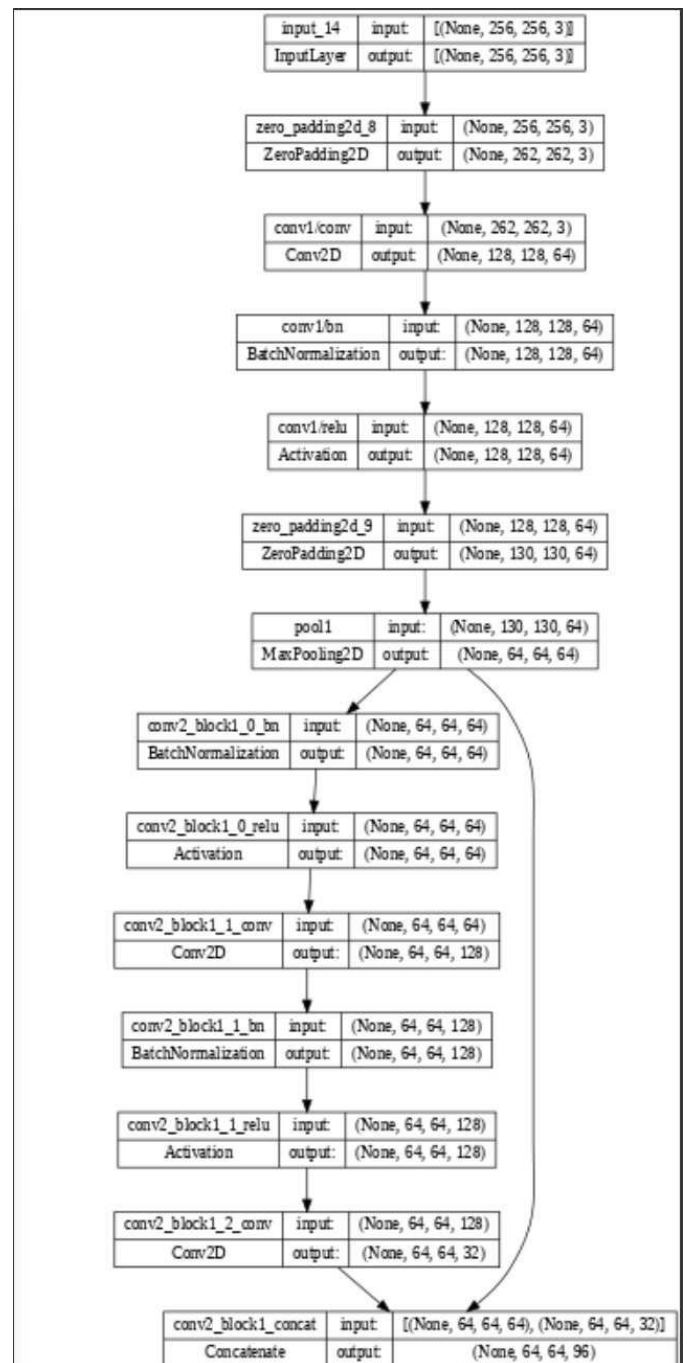 input_14 input: [(None, 256, 256, 3)]
InputLayer output: [(None, 256, 256, 3)]
zero_padding2d_8 input: (None, 256, 256, 3)
ZeroPadding2D output: (None, 262, 262, 3)
conv1/conv input: (None, 262, 262, 3)
Conv2D output: (None, 128, 128, 64)
conv1/bn input: (None, 128, 128, 64)
BatchNormalization output: (None, 128, 128, 64)
conv1/relu input: (None, 128, 128, 64)
Activation output: (None, 128, 128, 64)
zero_padding2d_9 input: (None, 128, 128, 64)
ZeroPadding2D output: (None, 130, 130, 64)
pool1 input: (None, 130, 130, 64)
MaxPooling2D output: (None, 64, 64, 64)
conv2_block1_0_bn input: (None, 64, 64, 64)
BatchNormalization output: (None, 64, 64, 64)
conv2_block1_0_relu input: (None, 64, 64, 64)
Activation output: (None, 64, 64, 64)
conv2_block1_1_conv input: (None, 64, 64, 64)
Conv2D output: (None, 64, 64, 128)
conv2_block1_1_bn input: (None, 64, 64, 128)
BatchNormalization output: (None, 64, 64, 128)
conv2_block1_1_relu input: (None, 64, 64, 128)
Activation output: (None, 64, 64, 128)
conv2_block1_2_conv input: (None, 64, 64, 128)
Conv2D output: (None, 64, 64, 32)
conv2_block1_concat input: [(None, 64, 64, 64), (None, 64, 64, 32)]
Concatenate output: (None, 64, 64, 96)